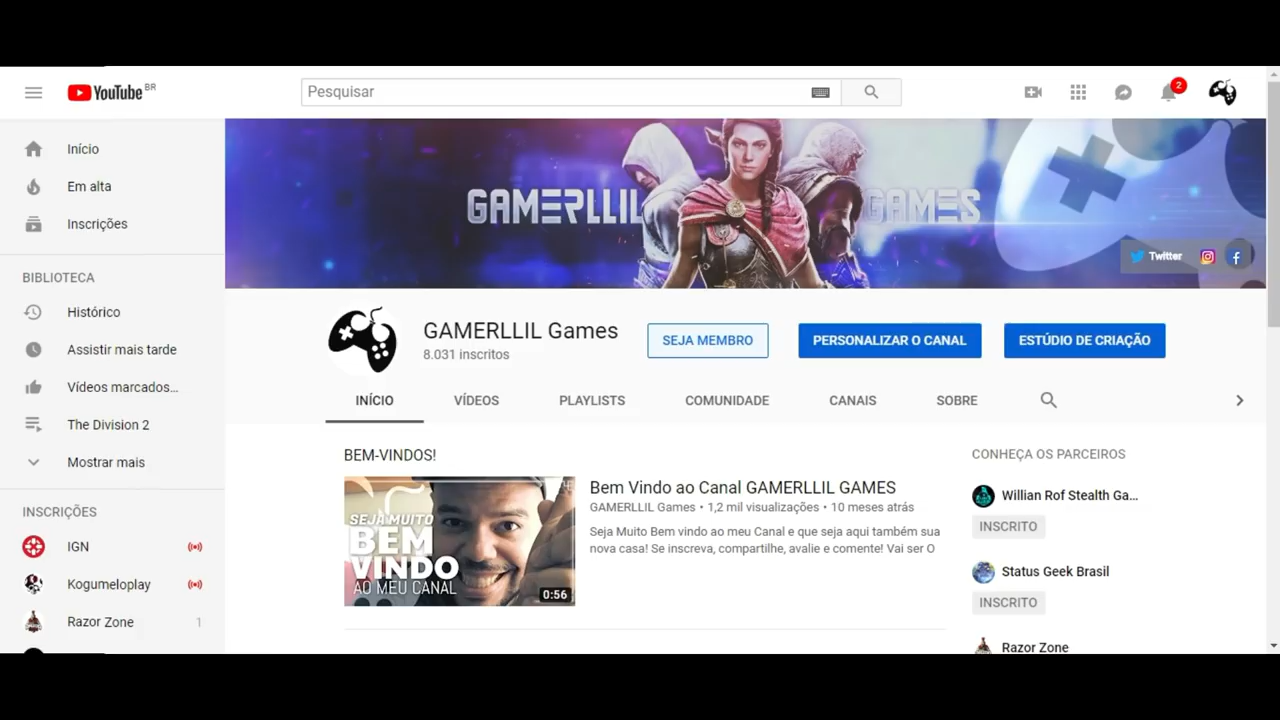 YouTube BR
Pesquisar
2
Início
Em alta
Inscrições
BIBLIOTECA
Histórico
Assistir mais tarde
Vídeos marcados...
The Division 2
Mostrar mais
INSCRIÇÕES
IGN
Kogumeloplay
Razor Zone 1
GAMERLLIL GAMES
Twitter
GAMERLLIL Games
8.031 inscritos
SEJA MEMBRO
PERSONALIZAR O CANAL
ESTÚDIO DE CRIAÇÃO
INÍCIO VÍDEOS PLAYLISTS COMUNIDADE CANAIS SOBRE
BEM-VINDOS!
SEJA MUITO
BEM
VINDO
AO MEU CANAL
0:56
Bem Vindo ao Canal GAMERLLIL GAMES
GAMERLLIL Games • 1,2 mil visualizações • 10 meses atrás
Seja Muito Bem vindo ao meu Canal e que seja aqui também sua
nova casa! Se inscreva, compartilhe, avalie e comente! Vai ser O
CONHEÇA OS PARCEIROS
Willian Rof Stealth Ga...
INSCRITO
Status Geek Brasil
INSCRITO
Razor Zone